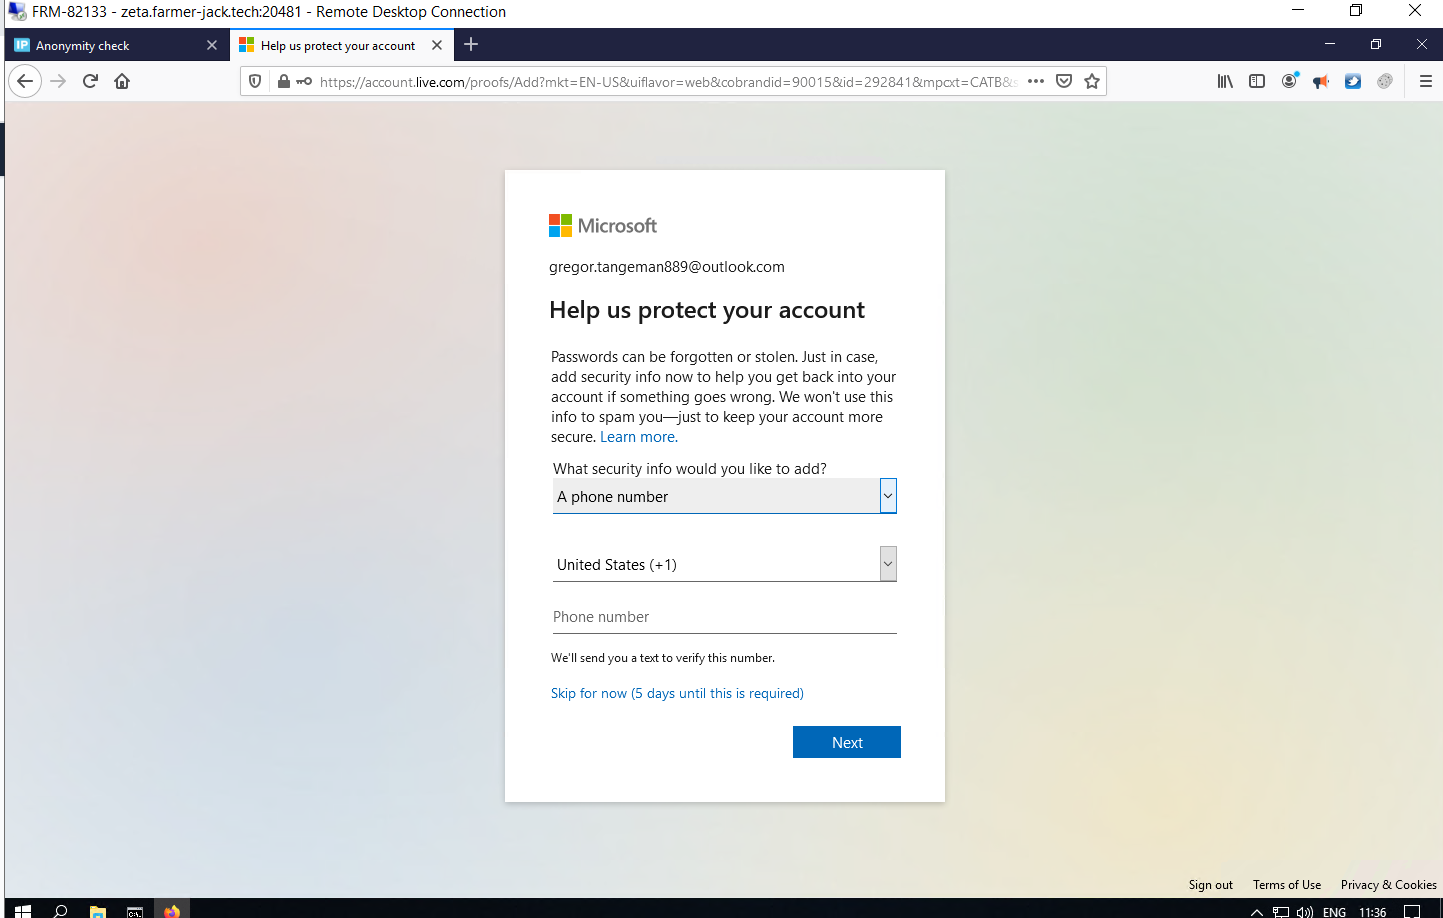 FRM-82133 - zeta.farmer-jack.tech:20481 - Remote Desktop Connection
IP Anonymity check
Help us protect your account
https://account.live.com/proofs/Add?mkt=EN-US&uiflavor=web&cobrandid=90015&id=292841&mpcxt=CATB&s
Microsoft
gregor.tangeman889@outlook.com
Help us protect your account
Passwords can be forgotten or stolen. Just in case,
add security info now to help you get back into your
account if something goes wrong. We won't use this
info to spam you—just to keep your account more
secure. Learn more.
What security info would you like to add?
A phone number
United States (+1)
Phone number
We'll send you a text to verify this number.
Skip for now (5 days until this is required)
Next
Sign out Terms of Use Privacy & Cookies
ENG 11:36